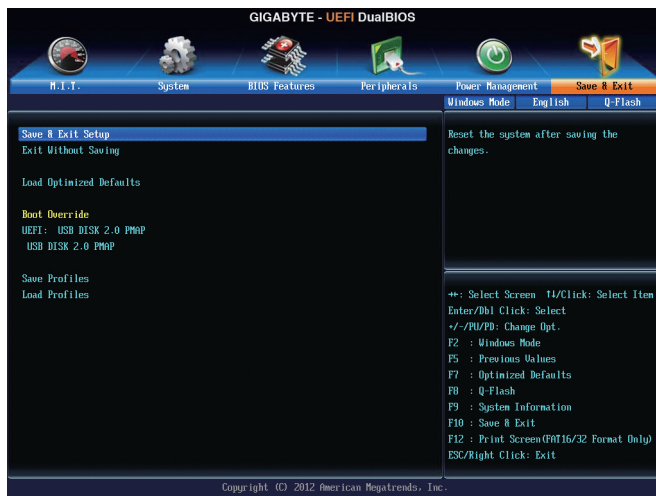 GIGABYTE - UEFI DualBIOS
M.I.T. System BIOS Features Peripherals Power Management Save & Exit
Windows Mode English Q-Flash
Save & Exit Setup
Exit Without Saving
Load Optimized Defaults
Boot Override
UEFI: USB DISK 2.0 PMAP
USB DISK 2.0 PMAP
Save Profiles
Load Profiles
Reset the system after saving the
changes.
→←: Select Screen ↑↓/Click: Select Item
Enter/Dbl Click: Select
+/-/PU/PD: Change Opt.
F2 : Windows Mode
F5 : Previous Values
F7 : Optimized Defaults
F8 : Q-Flash
F9 : System Information
F10 : Save & Exit
F12 : Print Screen(FAT16/32 Format Only)
ESC/Right Click: Exit
Copyright (C) 2012 American Megatrends, Inc.